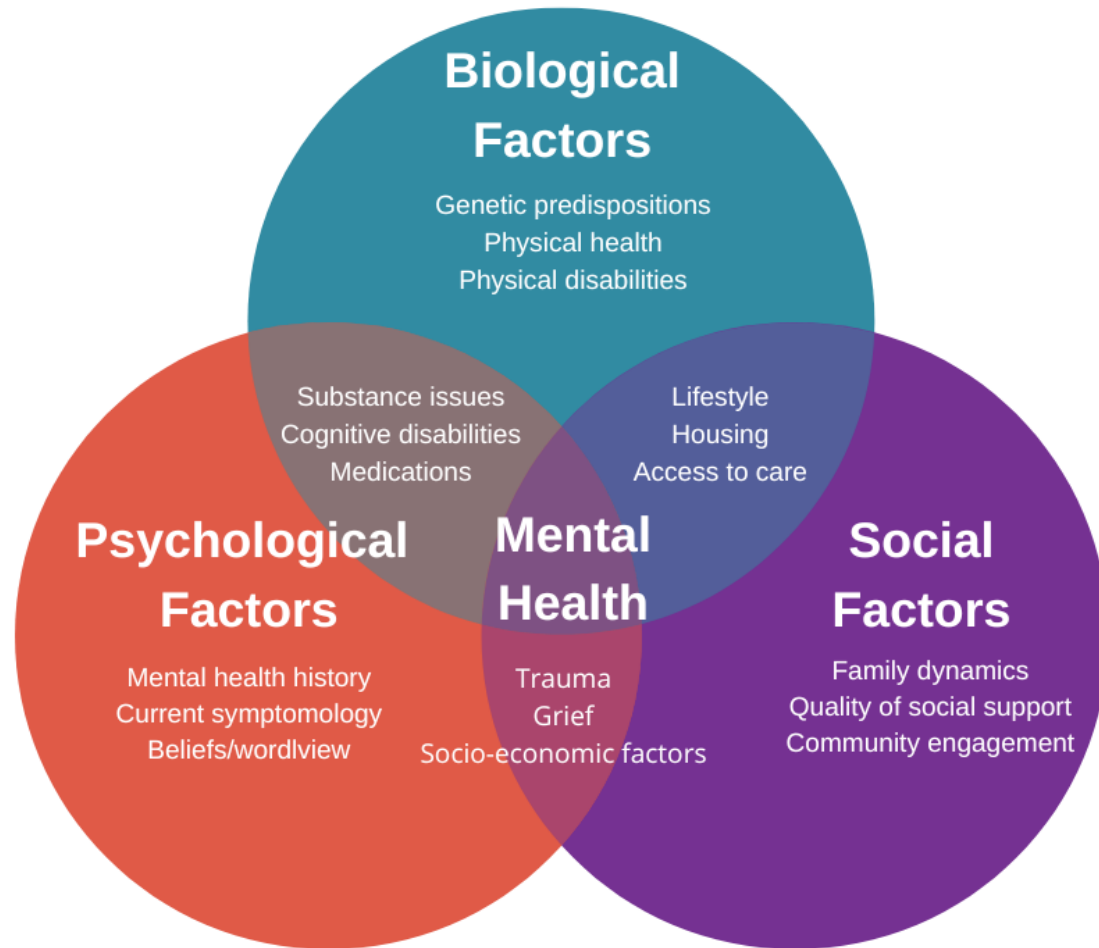 Biological
Factors
Genetic predispositions
Physical health
Physical disabilities
Substance issues
Cognitive disabilities
Medications
Lifestyle
Housing
Access to care
Psychological
Factors
Mental health history
Current symptomology
Beliefs/wordlview
Mental
Health
Trauma
Grief
Socio-economic factors
Social
Factors
Family dynamics
Quality of social support
Community engagement